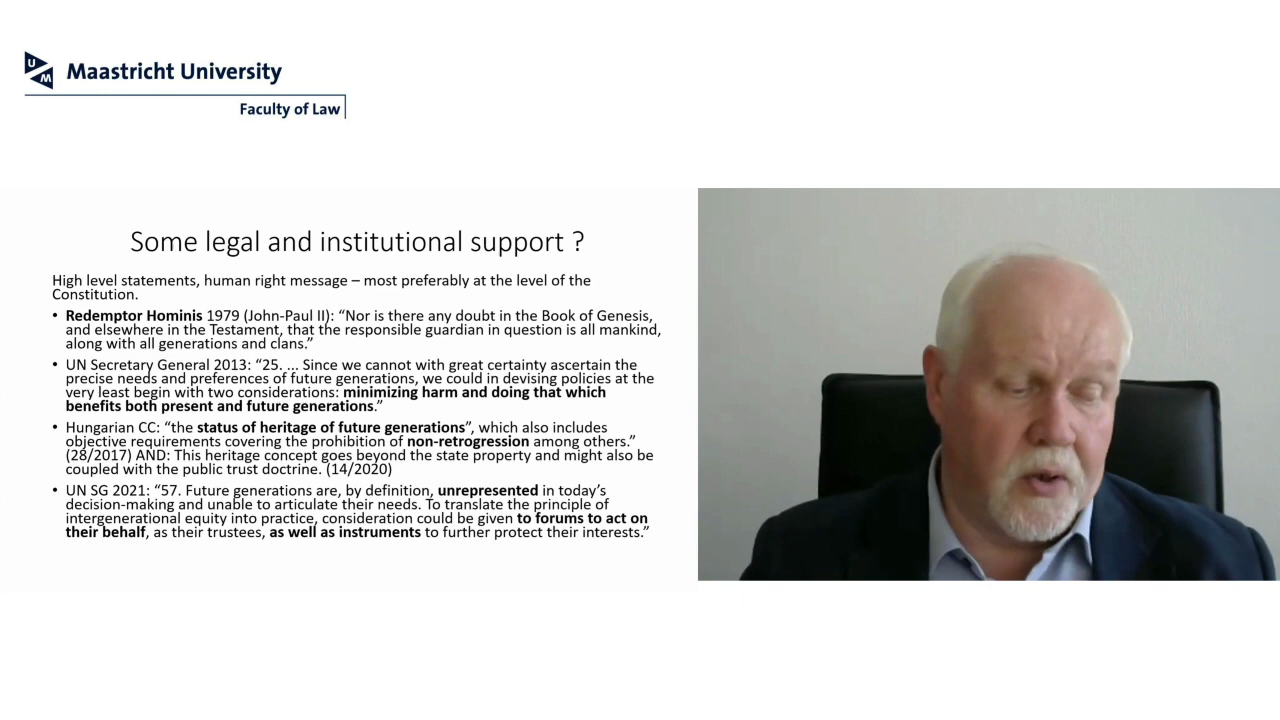 U
M
Maastricht University
Faculty of Law
Some legal and institutional support ?
High level statements, human right message – most preferably at the level of the
Constitution.
• Redemptor Hominis 1979 (John-Paul II): “Nor is there any doubt in the Book of Genesis,
and elsewhere in the Testament, that the responsible guardian in question is all mankind,
along with all generations and clans.”
• UN Secretary General 2013: “25. ... Since we cannot with great certainty ascertain the
precise needs and preferences of future generations, we could in devising policies at the
very least begin with two considerations: minimizing harm and doing that which
benefits both present and future generations.”
• Hungarian CC: “the status of heritage of future generations”, which also includes
objective requirements covering the prohibition of non-retrogression among others.”
(28/2017) AND: This heritage concept goes beyond the state property and might also be
coupled with the public trust doctrine. (14/2020)
• UN SG 2021: “57. Future generations are, by definition, unrepresented in today’s
decision-making and unable to articulate their needs. To translate the principle of
intergenerational equity into practice, consideration could be given to forums to act on
their behalf, as their trustees, as well as instruments to further protect their interests.”